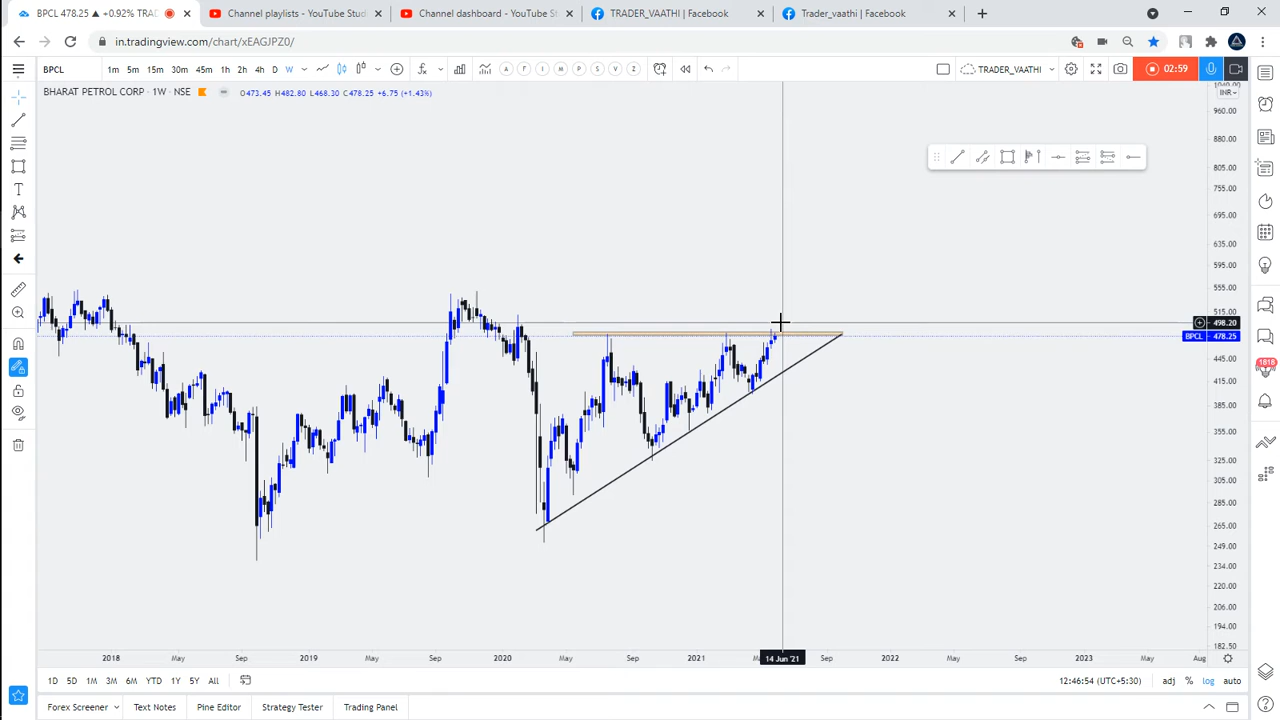 BPCL 478.25 ▲ +0.92% TRAD
Channel playlists - YouTube Stud
Channel dashboard - YouTube S
TRADER_VAATHI | Facebook
Trader_vaathi | Facebook
in.tradingview.com/chart/xEAGJPZ0/
BPCL 1m 5m 15m 30m 45m 1h 2h 4h D W
A F I M P S V Z
TRADER_VAATHI
02:59
BHARAT PETROL CORP · 1W · NSE
O473.45 H482.80 L468.30 C478.25 +6.75 (+1.43%)
INR
960.00
880.00
805.00
755.00
695.00
635.00
595.00
555.00
515.00
498.20
BPCL 478.25
445.00
415.00
385.00
355.00
325.00
305.00
285.00
265.00
249.00
234.00
220.00
206.00
194.00
182.50
1818
2018 May Sep 2019 May Sep 2020 May Sep 2021 14 Jun '21 Sep 2022 May Sep 2023 May Aug
1D 5D 1M 3M 6M YTD 1Y 5Y All
12:46:54 (UTC+5:30) adj % log auto
Forex Screener Text Notes Pine Editor Strategy Tester Trading Panel